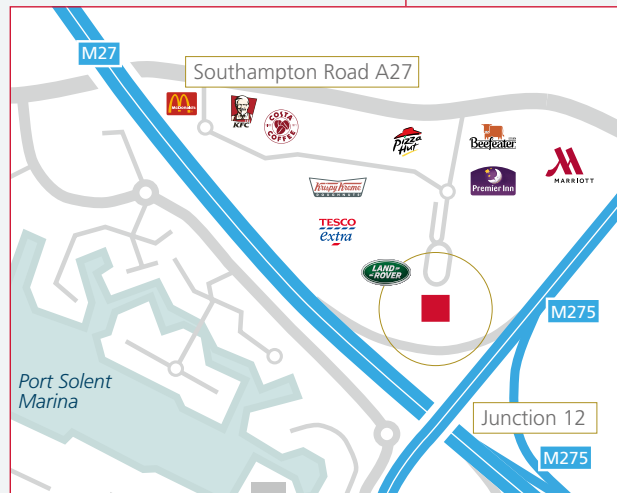 M27
Southampton Road A27
McDonald's
KFC
COSTA
COFFEE
Pizza
Hut
Beefeater
Premier Inn
MARRIOTT
Krispy Kreme
DOUGHNUTS
TESCO
extra
LAND-
ROVER
M275
Port Solent
Marina
Junction 12
M275